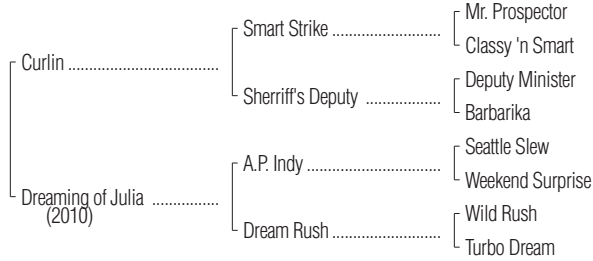 Mr. Prospector
Smart Strike ......................
Classy 'n Smart
Curlin ..............................
Deputy Minister
Sherriff's Deputy ...............
Barbarika
Seattle Slew
A.P. Indy ...........................
Weekend Surprise
Dreaming of Julia .............
(2010)
Wild Rush
Dream Rush ......................
Turbo Dream